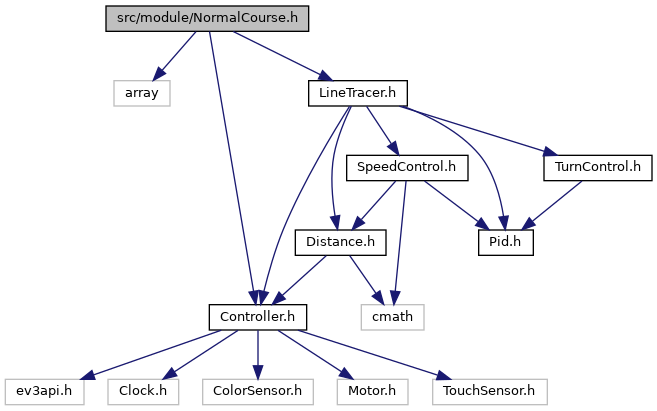 src/module/NormalCourse.h
array
LineTracer.h
SpeedControl.h
TurnControl.h
Distance.h
Pid.h
Controller.h
cmath
ev3api.h
Clock.h
ColorSensor.h
Motor.h
TouchSensor.h